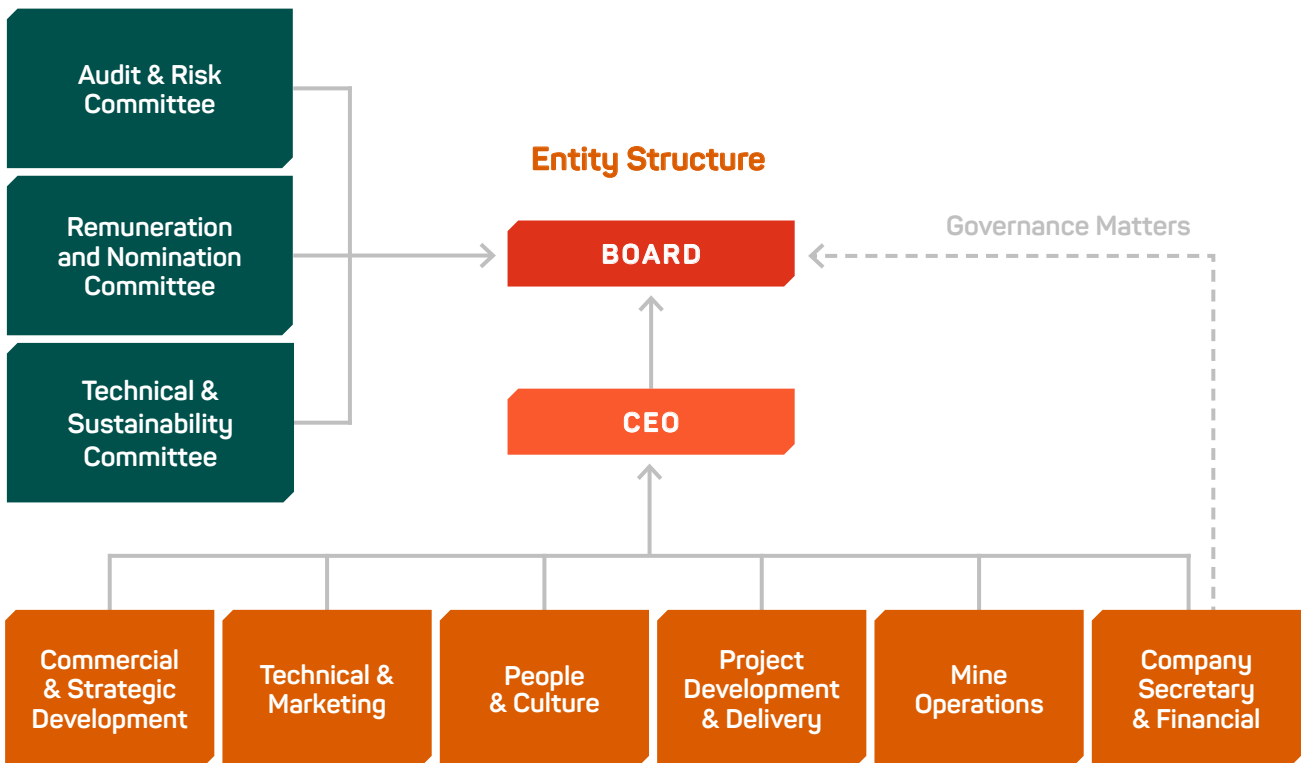 Audit & Risk
Committee
Entity Structure
Remuneration
and Nomination
Committee
BOARD
Governance Matters
Technical &
Sustainability
Committee
CEO
Commercial
& Strategic
Development
Technical &
Marketing
People
& Culture
Project
Development
& Delivery
Mine
Operations
Company
Secretary
& Financial